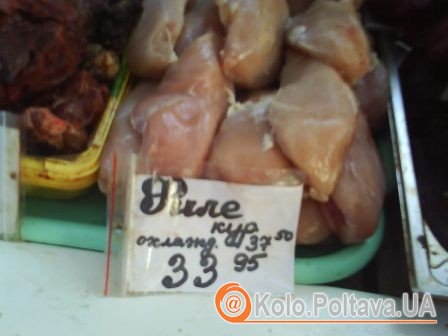 Филе
кур
охлажд. 37 50
33 95
@Kolo.Poltava.UA